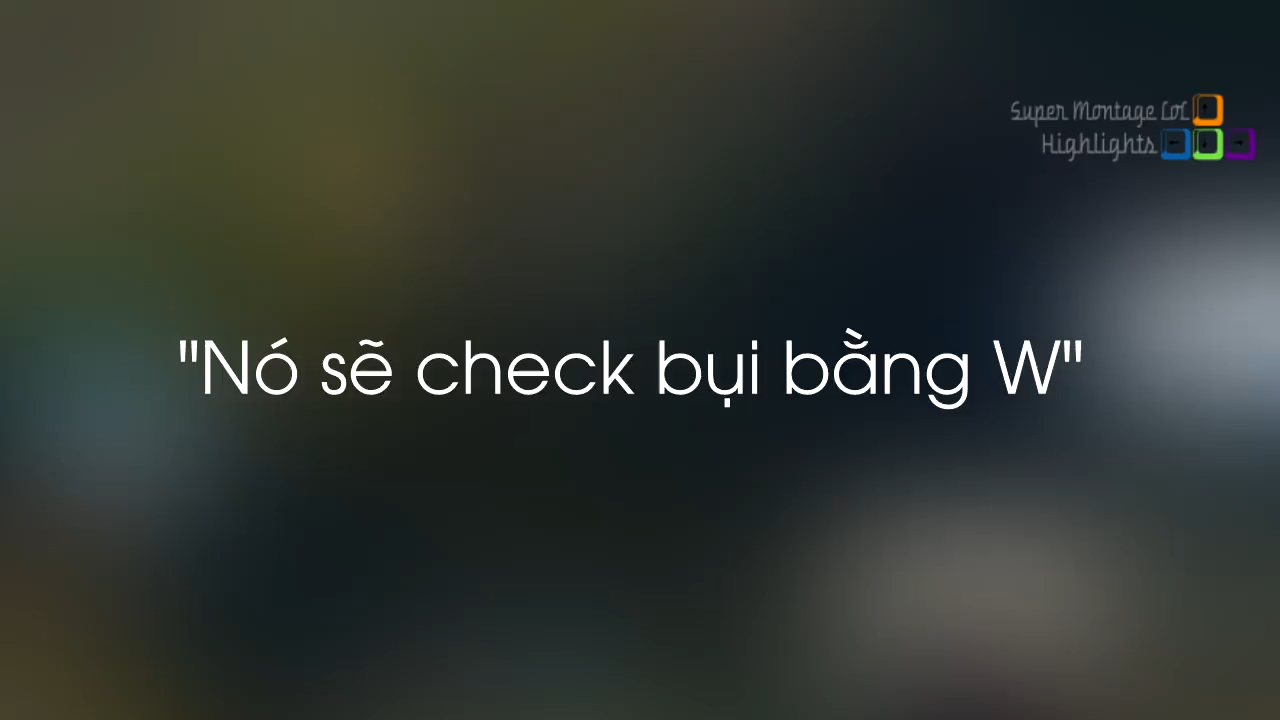 Super Montage LoL
Highlights
"Nó sẽ check bụi bằng W"